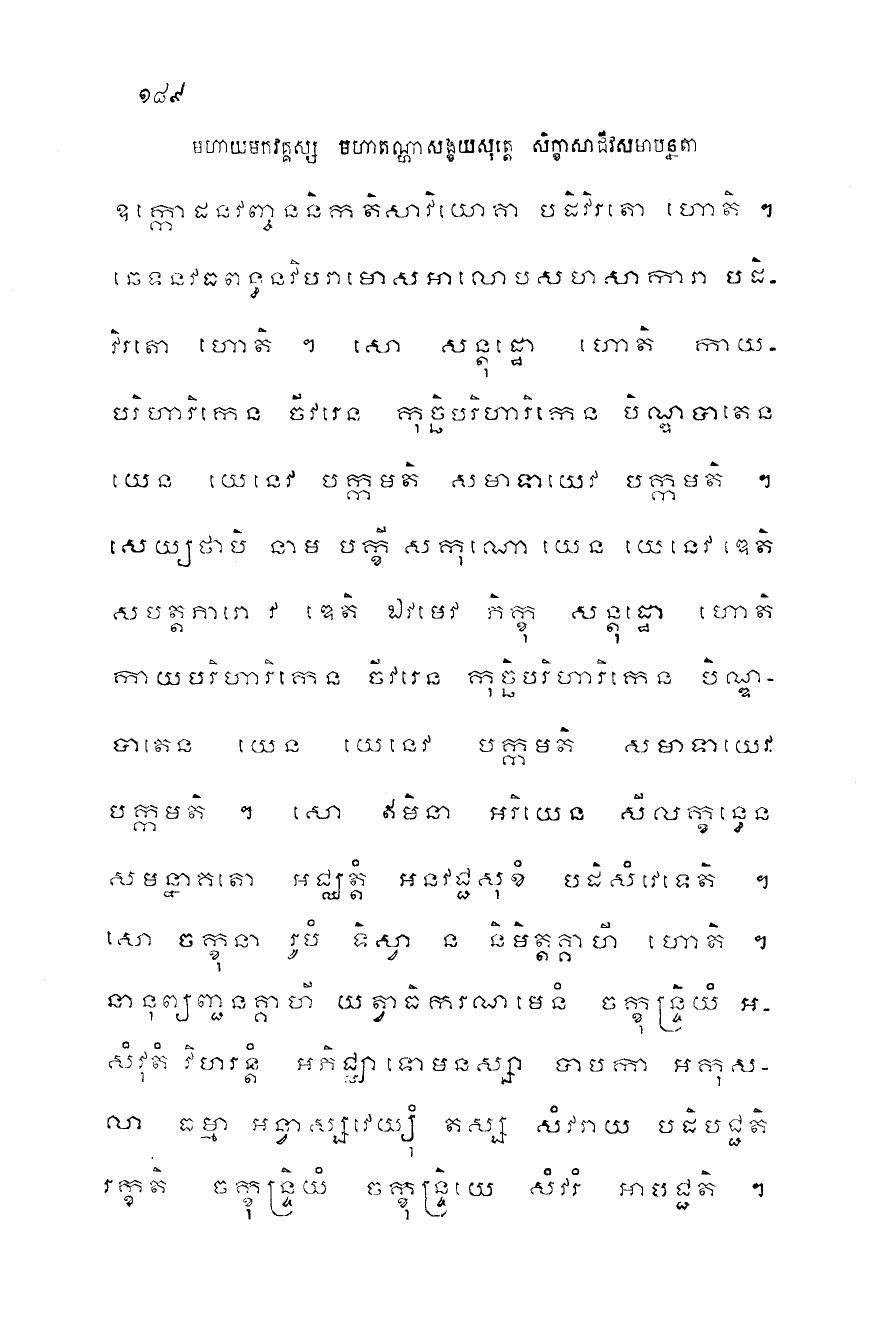 ១៨៩
មហាយមកវគ្គស្ស មហាតណ្ហាសង្ខយសុត្តេ សិក្ខាសាជីវសមាបន្នតា
ឧក្កោដនវញ្ចននិកតិសាវិយោគា បដិវិរតោ ហោតិ ។
ឆេទនវធពន្ធនវិបរាមោសអាលោបសហសាការា បដិ-
វិរតោ ហោតិ ។ សោ សន្តុដ្ឋោ ហោតិ កាយ-
បរិហារិកេន ចីវរេន កុច្ឆិបរិហារិកេន បិណ្ឌបាតេន
យេន យេនេវ បក្កមតិ សមាទាយេវ បក្កមតិ ។
សេយ្យថាបិ នាម បក្ខី សកុណោ យេន យេនេវ ឌេតិ
សបត្តភារោ វ ឌេតិ ឯវមេវ ភិក្ខុ សន្តុដ្ឋោ ហោតិ
កាយបរិហារិកេន ចីវរេន កុច្ឆិបរិហារិកេន បិណ្ឌ-
បាតេន យេន យេនេវ បក្កមតិ សមាទាយេវ
បក្កមតិ ។ សោ ឥមិនា អរិយេន សីលក្ខន្ធេន
សមន្នាគតោ អជ្ឈត្តំ អនវជ្ជសុខំ បដិសំវេទេតិ ។
សោ ចក្ខុនា រូបំ ទិស្វា ន និមិត្តគ្គាហី ហោតិ ។
នានុព្យញ្ជនគ្គាហី យត្វាធិករណាមេនំ ចក្ខុន្ទ្រិយំ អ-
សំវុតំ វិហរន្តំ អភិជ្ឈាទោមនស្សា បាបកា អកុស-
លា ធម្មា អន្វាស្សវេយ្យុំ តស្ស សំវរាយ បដិបជ្ជតិ
រក្ខតិ ចក្ខុន្ទ្រិយំ ចក្ខុន្ទ្រិយេ សំវរំ អាបជ្ជតិ ។